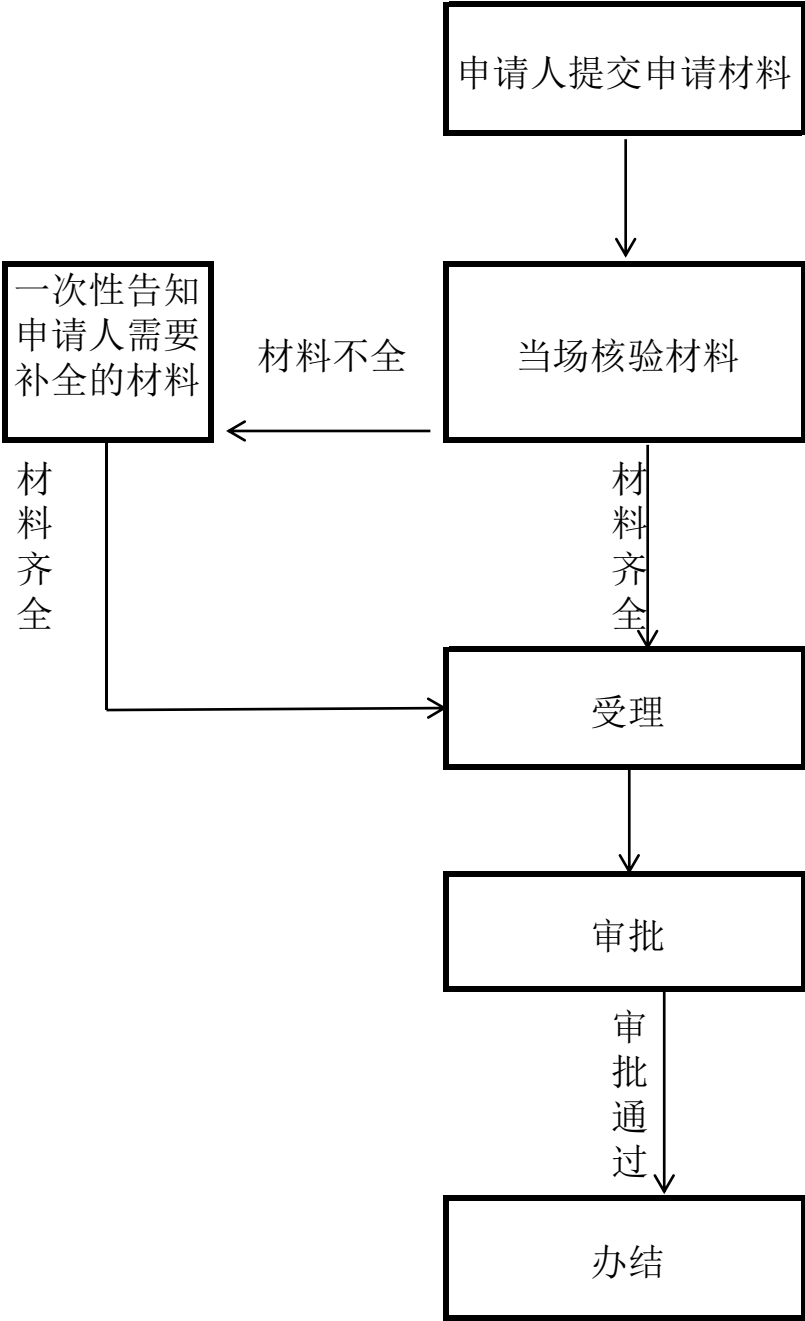 申请人提交申请材料
一次性告知
申请人需要
补全的材料
材料不全
当场核验材料
材料齐全
材料齐全
受理
审批
审批通过
办结